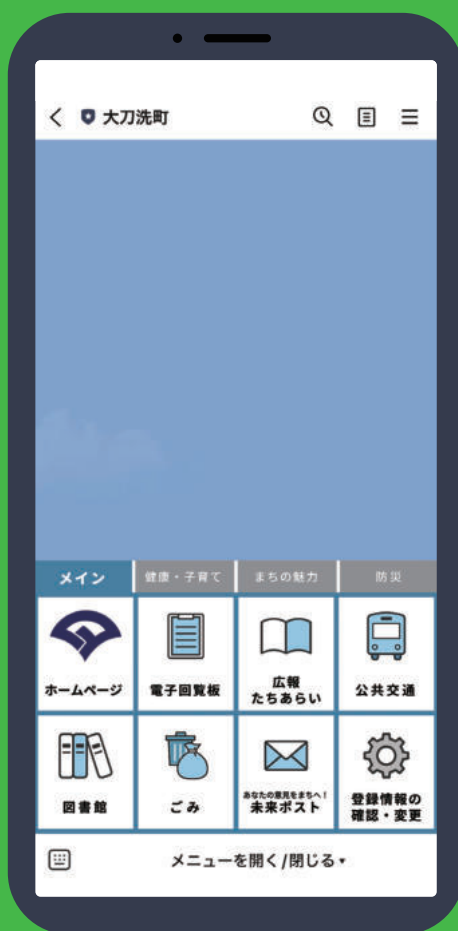 大刀洗町
メイン
健康・子育て
まちの魅力
防災
ホームページ
電子回覧板
広報
たちあらい
公共交通
図書館
ごみ
あなたの意見をまちへ!
未来ポスト
登録情報の
確認・変更
メニューを開く/閉じる▾